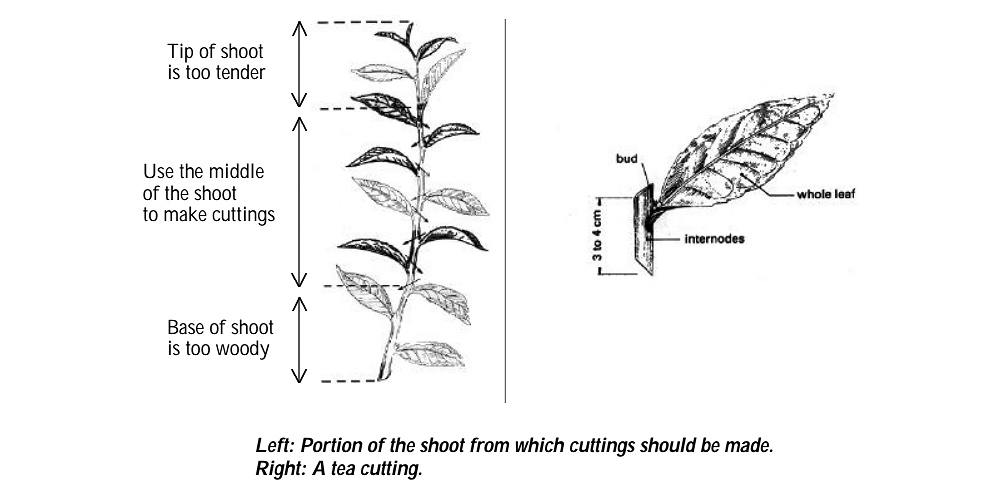 Tip of shoot
is too tender
Use the middle
of the shoot
to make cuttings
Base of shoot
is too woody
bud
whole leaf
3 to 4 cm
internodes
Left: Portion of the shoot from which cuttings should be made.
Right: A tea cutting.